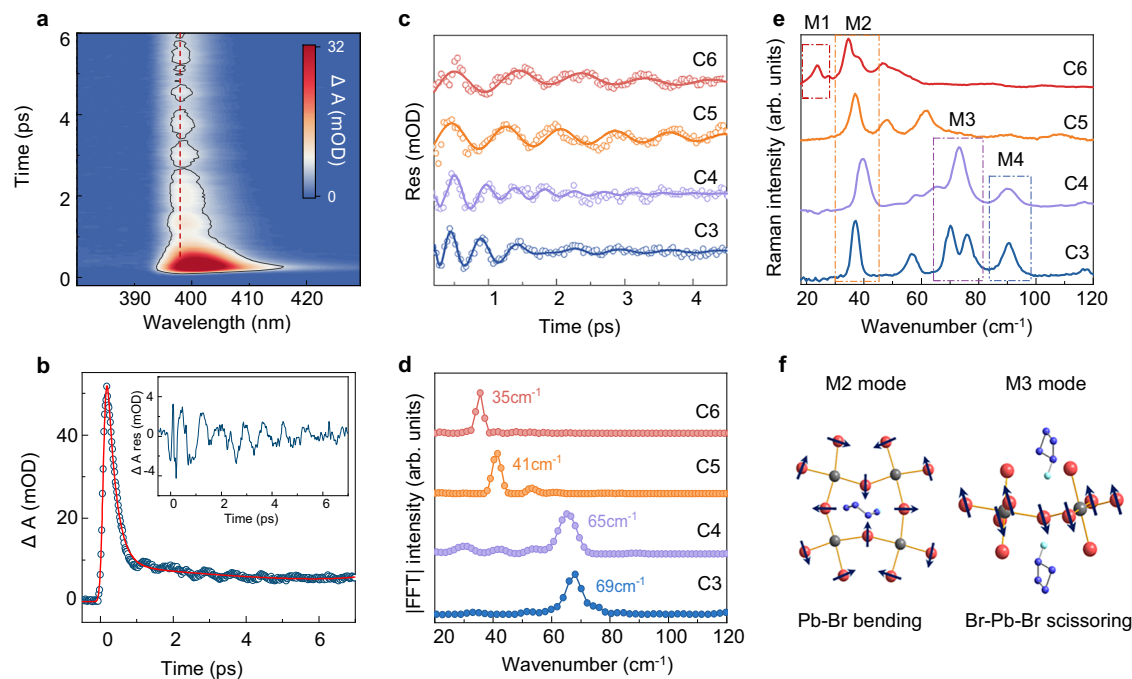 a
6
4
2
0
Time (ps)
32
0
Δ A (mOD)
380
390
400
410
420
Wavelength (nm)
b
40
20
0
Δ A (mOD)
0
2
4
6
Time (ps)
4
0
-4
Δ A res (mOD)
0
2
4
6
Time (ps)
c
C6
C5
C4
C3
Res (mOD)
1
2
3
4
Time (ps)
d
35cm⁻¹
C6
41cm⁻¹
C5
65cm⁻¹
C4
69cm⁻¹
C3
|FFT| intensity (arb. units)
20
40
60
80
100
120
Wavenumber (cm⁻¹)
e
M1
M2
C6
C5
M3
M4
C4
C3
Raman intensity (arb. units)
20
40
60
80
100
120
Wavenumber (cm⁻¹)
f
M2 mode
M3 mode
Pb-Br bending
Br-Pb-Br scissoring